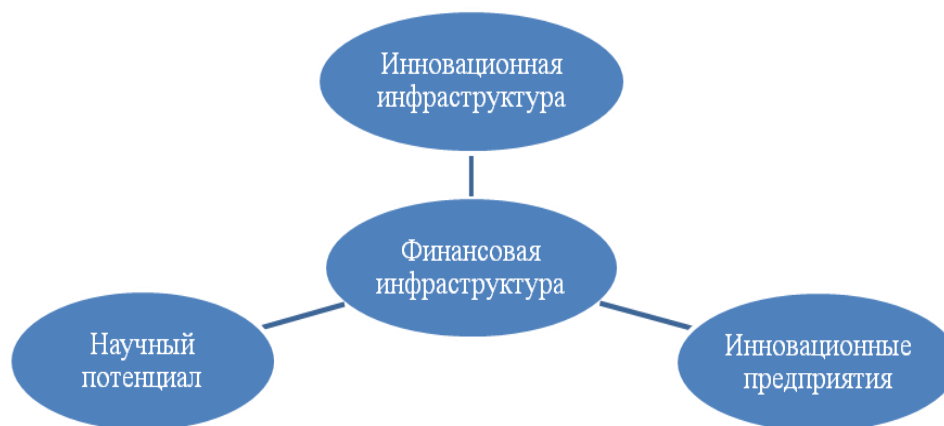 Инновационная
инфраструктура
Финансовая
инфраструктура
Научный
потенциал
Инновационные
предприятия